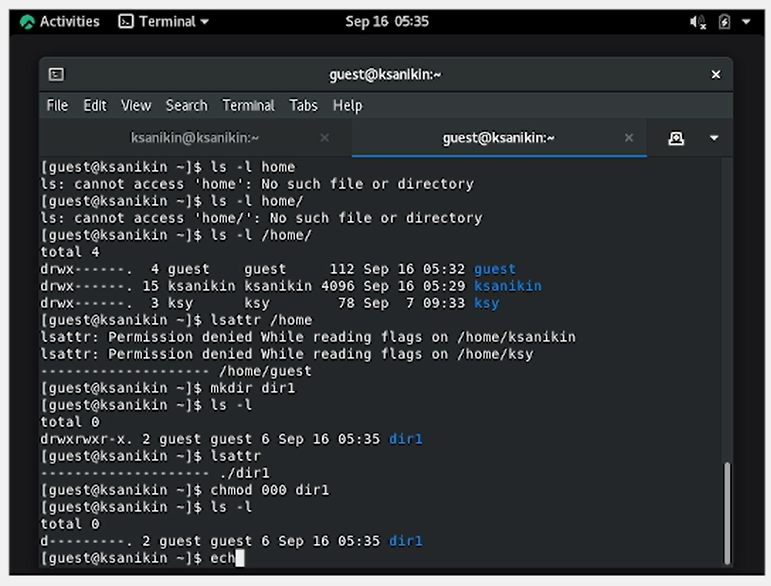 Activities Terminal Sep 16 05:35
guest@ksanikin:~
File Edit View Search Terminal Tabs Help
ksanikin@ksanikin:~ guest@ksanikin:~
[guest@ksanikin ~]$ ls -l home
ls: cannot access 'home': No such file or directory
[guest@ksanikin ~]$ ls -l home/
ls: cannot access 'home/': No such file or directory
[guest@ksanikin ~]$ ls -l /home/
total 4
drwx------. 4 guest guest 112 Sep 16 05:32 guest
drwx------. 15 ksanikin ksanikin 4096 Sep 16 05:29 ksanikin
drwx------. 3 ksy ksy 78 Sep 7 09:33 ksy
[guest@ksanikin ~]$ lsattr /home
lsattr: Permission denied While reading flags on /home/ksanikin
lsattr: Permission denied While reading flags on /home/ksy
-------------------- /home/guest
[guest@ksanikin ~]$ mkdir dir1
[guest@ksanikin ~]$ ls -l
total 0
drwxrwxr-x. 2 guest guest 6 Sep 16 05:35 dir1
[guest@ksanikin ~]$ lsattr
-------------------- ./dir1
[guest@ksanikin ~]$ chmod 000 dir1
[guest@ksanikin ~]$ ls -l
total 0
d---------. 2 guest guest 6 Sep 16 05:35 dir1
[guest@ksanikin ~]$ ech